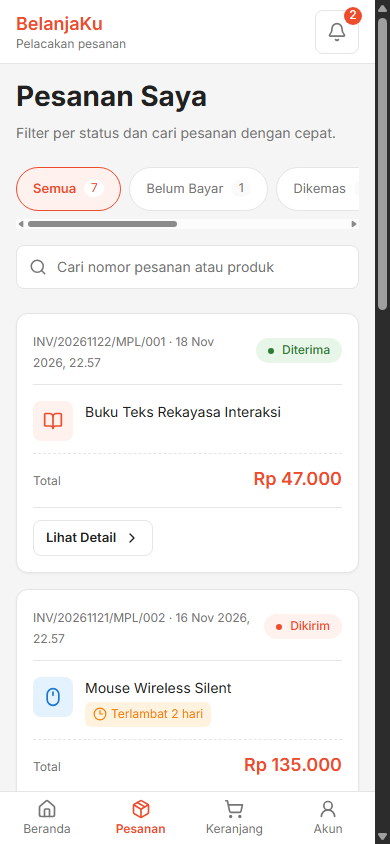 BelanjaKu
Pelacakan pesanan
2
Pesanan Saya
Filter per status dan cari pesanan dengan cepat.
Semua 7
Belum Bayar 1
Dikemas
Cari nomor pesanan atau produk
INV/20261122/MPL/001 · 18 Nov
2026, 22.57
Diterima
Buku Teks Rekayasa Interaksi
Total
Rp 47.000
Lihat Detail
INV/20261121/MPL/002 · 16 Nov 2026,
22.57
Dikirim
Mouse Wireless Silent
Terlambat 2 hari
Total
Rp 135.000
Beranda
Pesanan
Keranjang
Akun